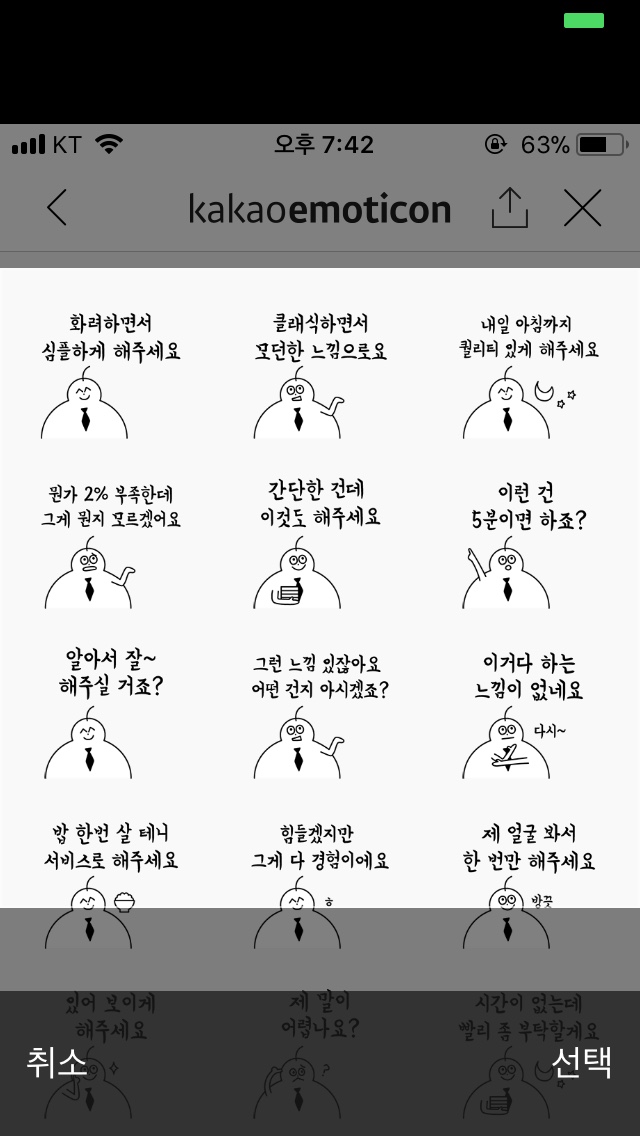 KT 오후 7:42 63%
kakaoemoticon
화려하면서
심플하게 해주세요
클래식하면서
모던한 느낌으로요
내일 아침까지
퀄리티 있게 해주세요
뭔가 2% 부족한데
그게 뭔지 모르겠어요
간단한 건데
이것도 해주세요
이런 건
5분이면 하죠?
알아서 잘~
해주실 거죠?
그런 느낌 있잖아요
어떤 건지 아시겠죠?
이거다 하는
느낌이 없네요
다시~
밥 한번 살 테니
서비스로 해주세요
힘들겠지만
그게 다 경험이에요
ㅎ
제 얼굴 봐서
한 번만 해주세요
방끗
있어 보이게
해주세요
제 말이
어렵나요?
?
시간이 없는데
빨리 좀 부탁할게요
취소 선택